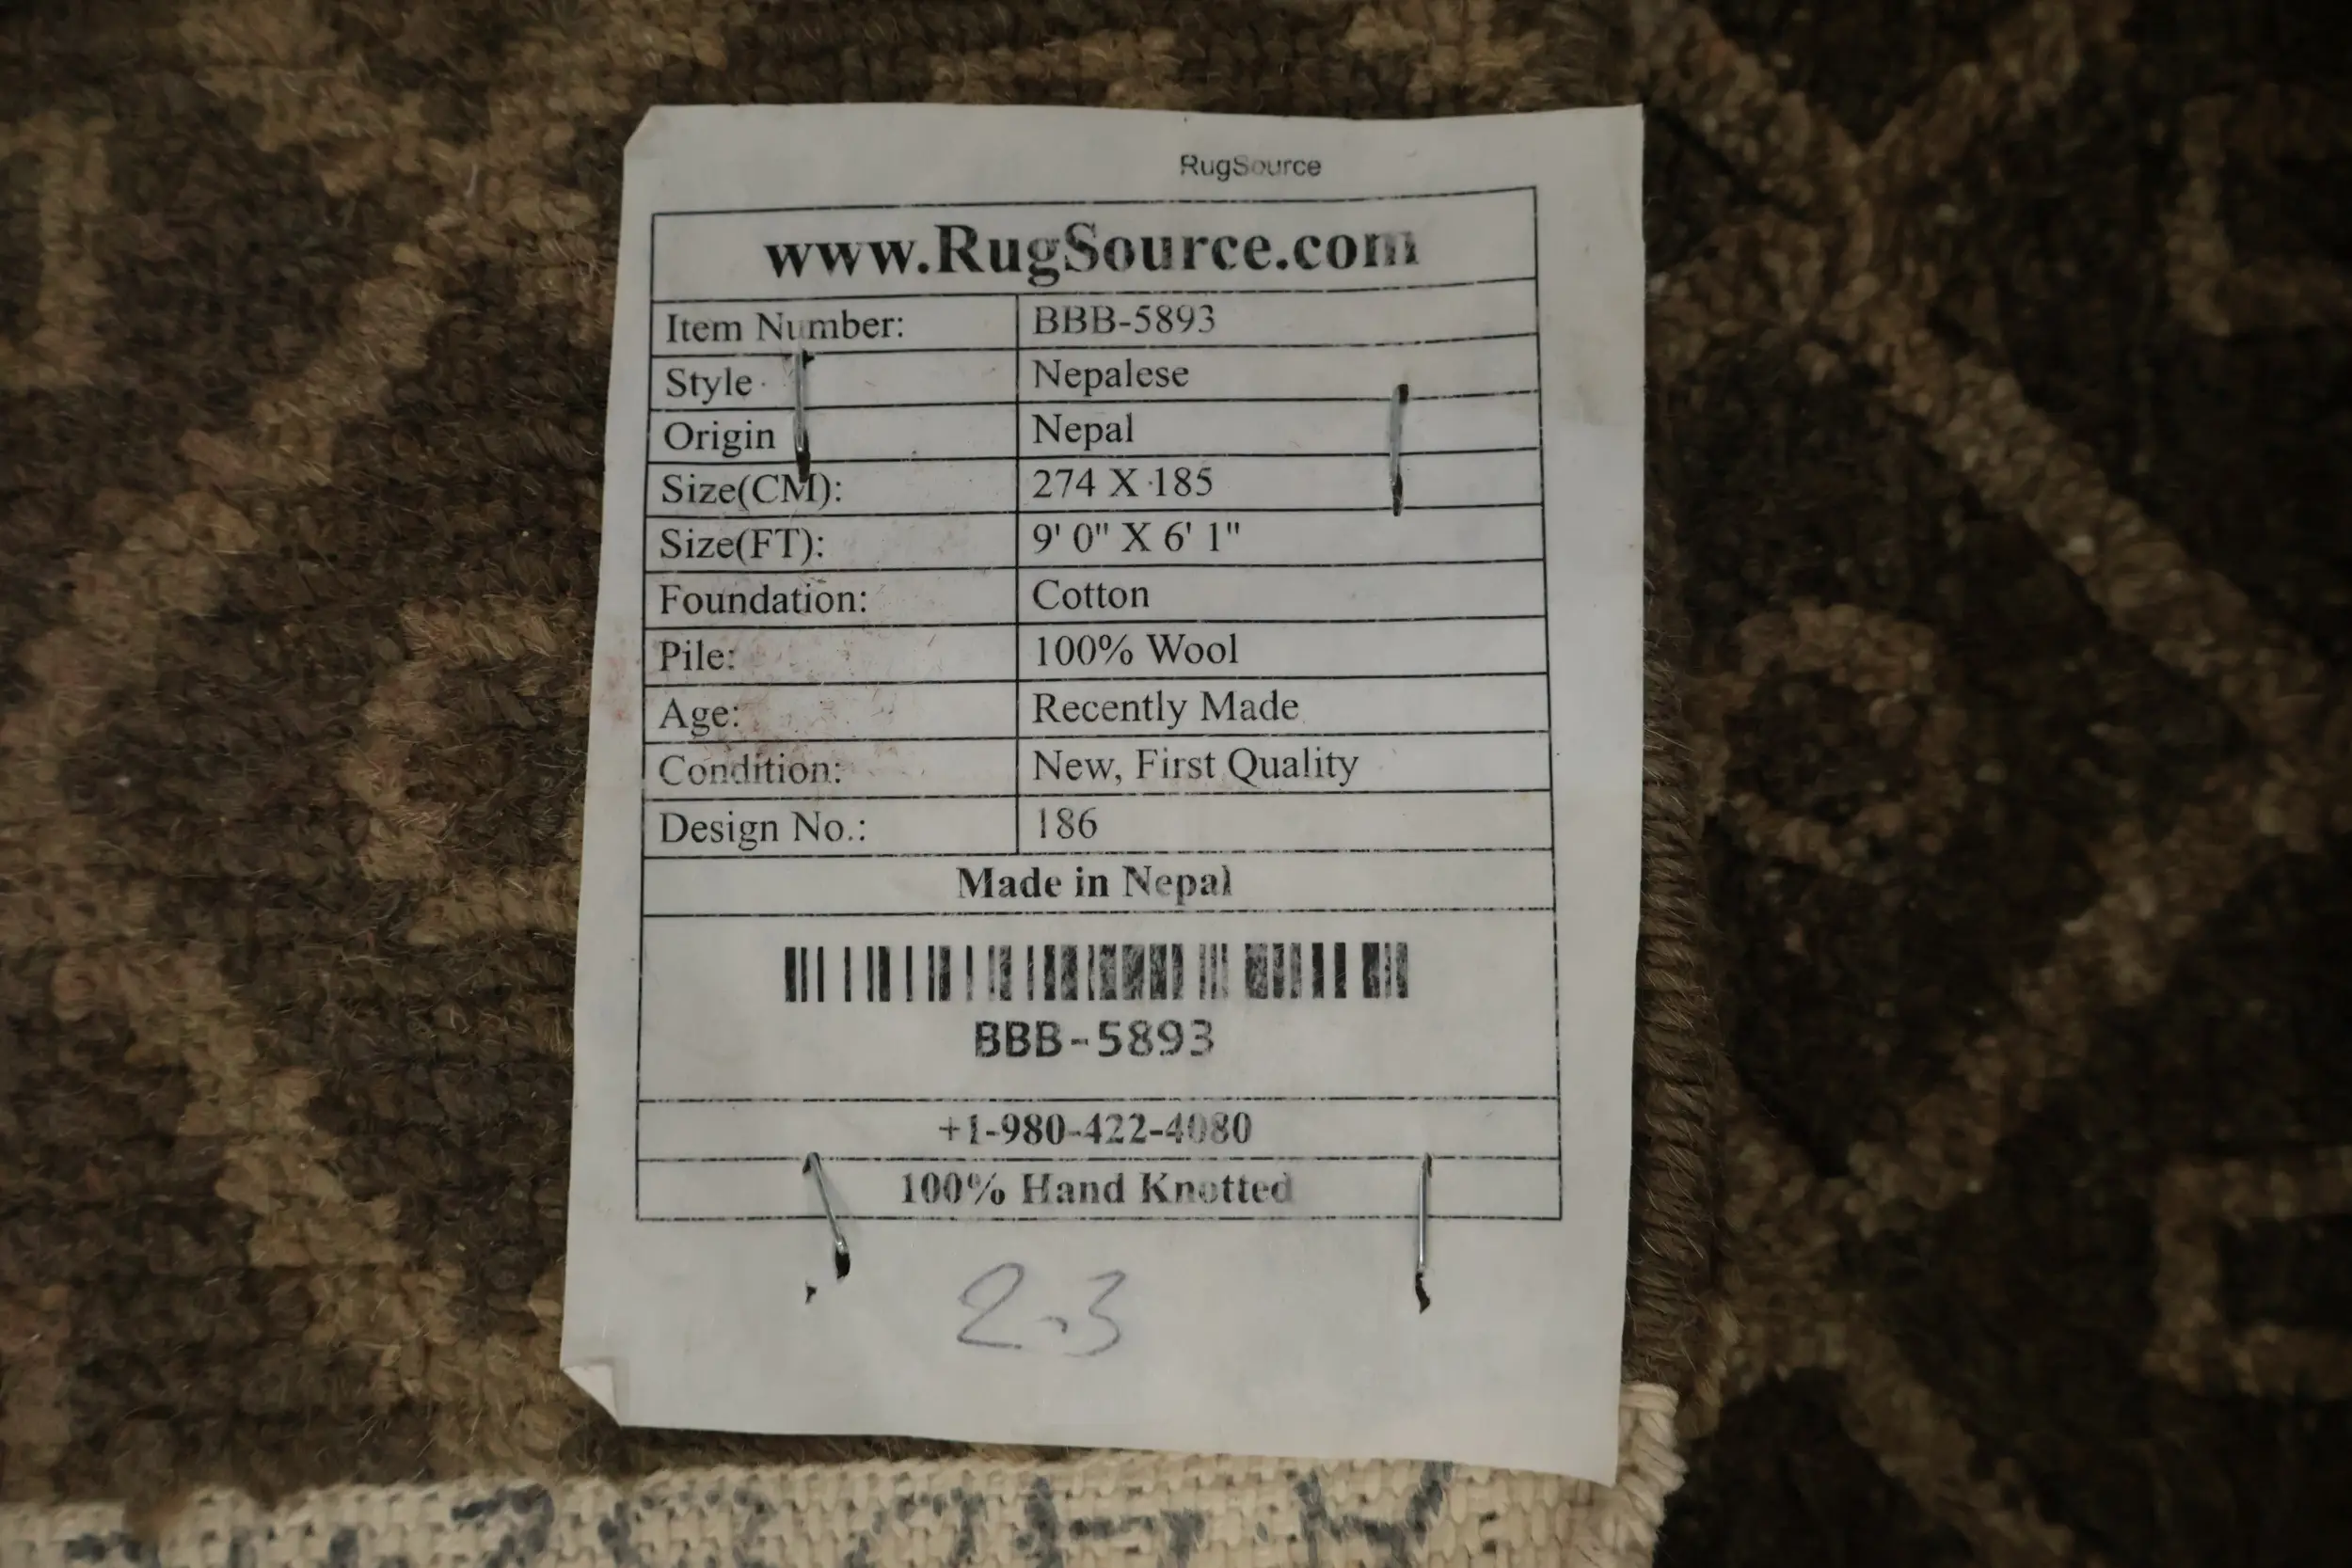 RugSource
www.RugSource.com
Item Number: BBB-5893
Style Nepalese
Origin Nepal
Size(CM): 274 X 185
Size(FT): 9' 0" X 6' 1"
Foundation: Cotton
Pile: 100% Wool
Age: Recently Made
Condition: New, First Quality
Design No.: 186
Made in Nepal
BBB-5893
+1-980-422-4080
100% Hand Knotted
2.3